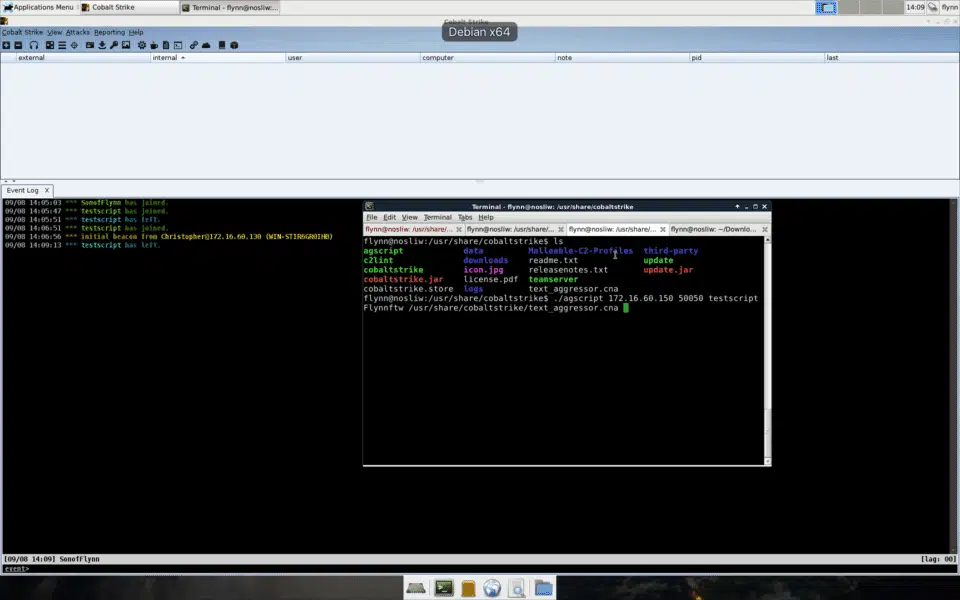 Applications Menu Cobalt Strike Terminal - flynn@nosliw: /usr/sha... 14:09 flynn
Cobalt Strike
Debian x64
Cobalt Strike View Attacks Reporting Help
external internal user computer note pid last
Event Log X
09/08 14:05:03 *** SonofFlynn has joined.
09/08 14:05:47 *** testscript has joined.
09/08 14:05:51 *** testscript has left.
09/08 14:06:51 *** testscript has joined.
09/08 14:06:56 *** initial beacon from Christopher@172.16.60.130 (WIN-STIR6GR0IH0)
09/08 14:09:13 *** testscript has left.
Terminal - flynn@nosliw: /usr/share/cobaltstrike
File Edit View Terminal Tabs Help
flynn@nosliw: /usr/share/... flynn@nosliw: /usr/share/... flynn@nosliw: /usr/share/... flynn@nosliw: ~/Downlo...
flynn@nosliw:/usr/share/cobaltstrike$ ls
agscript data Malleable-C2-Profiles third-party
c2lint downloads readme.txt update
cobaltstrike icon.jpg releasenotes.txt update.jar
cobaltstrike.jar license.pdf teamserver
cobaltstrike.store logs text_aggressor.cna
flynn@nosliw:/usr/share/cobaltstrike$ ./agscript 172.16.60.150 50050 testscript
Flynnftw /usr/share/cobaltstrike/text_aggressor.cna
[09/08 14:09] SonofFlynn [lag: 00]
event>